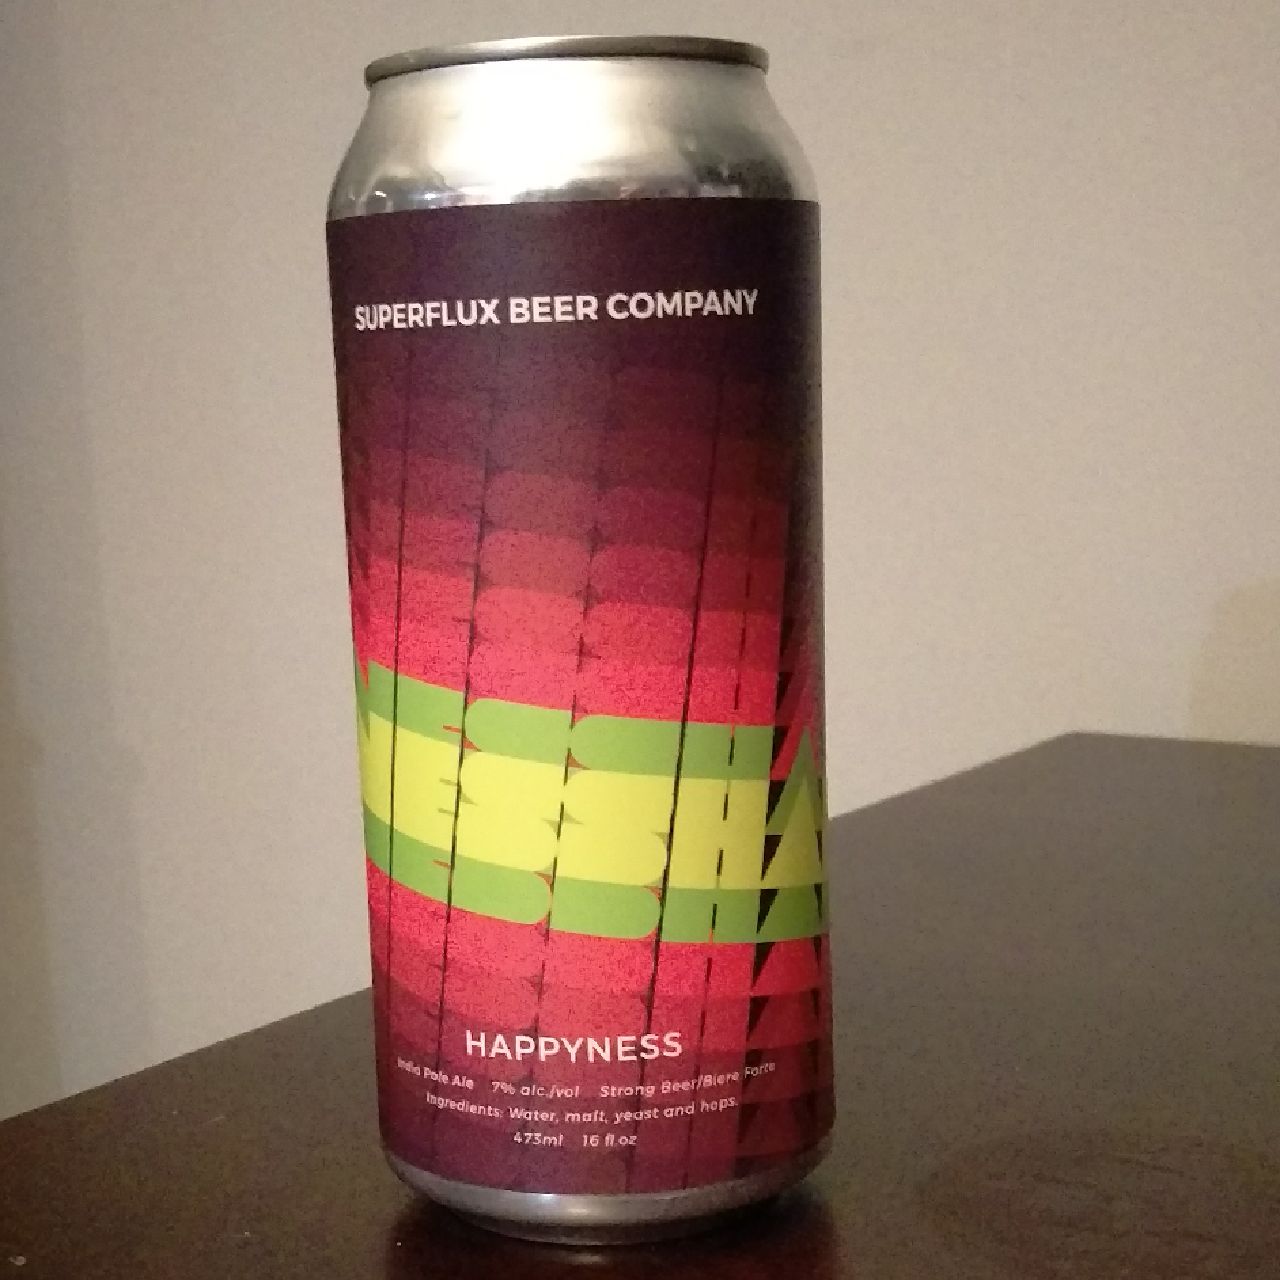 SUPERFLUX BEER COMPANY
NESSHA
HAPPYNESS
India Pale Ale 7% alc./vol Strong Beer/Biere Forte
Ingredients: Water, malt, yeast and hops.
473ml 16 fl oz